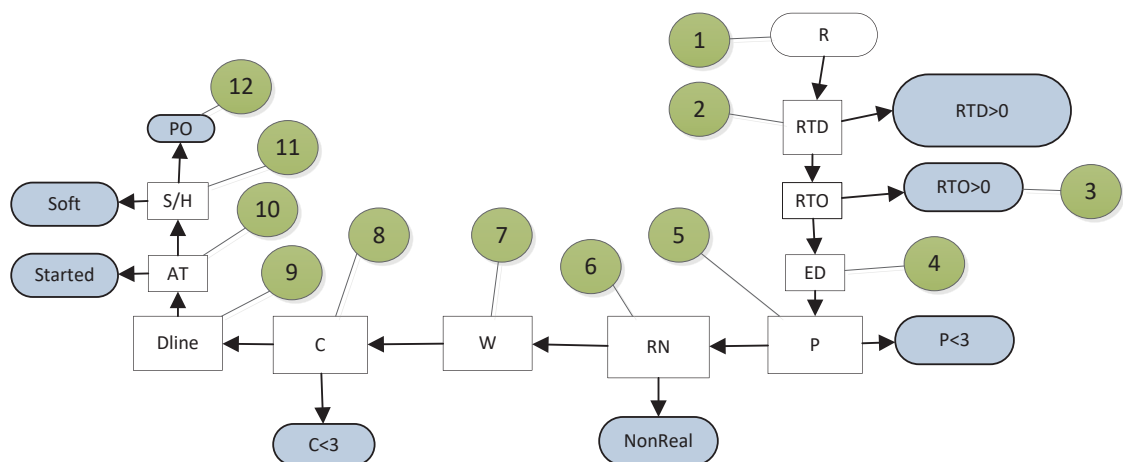 1
R
2
RTD
RTD>0
12
PO
11
S/H
Soft
RTO
RTO>0
3
10
AT
Started
9
8
7
6
5
ED
4
Dline
C
W
RN
P
P<3
C<3
NonReal